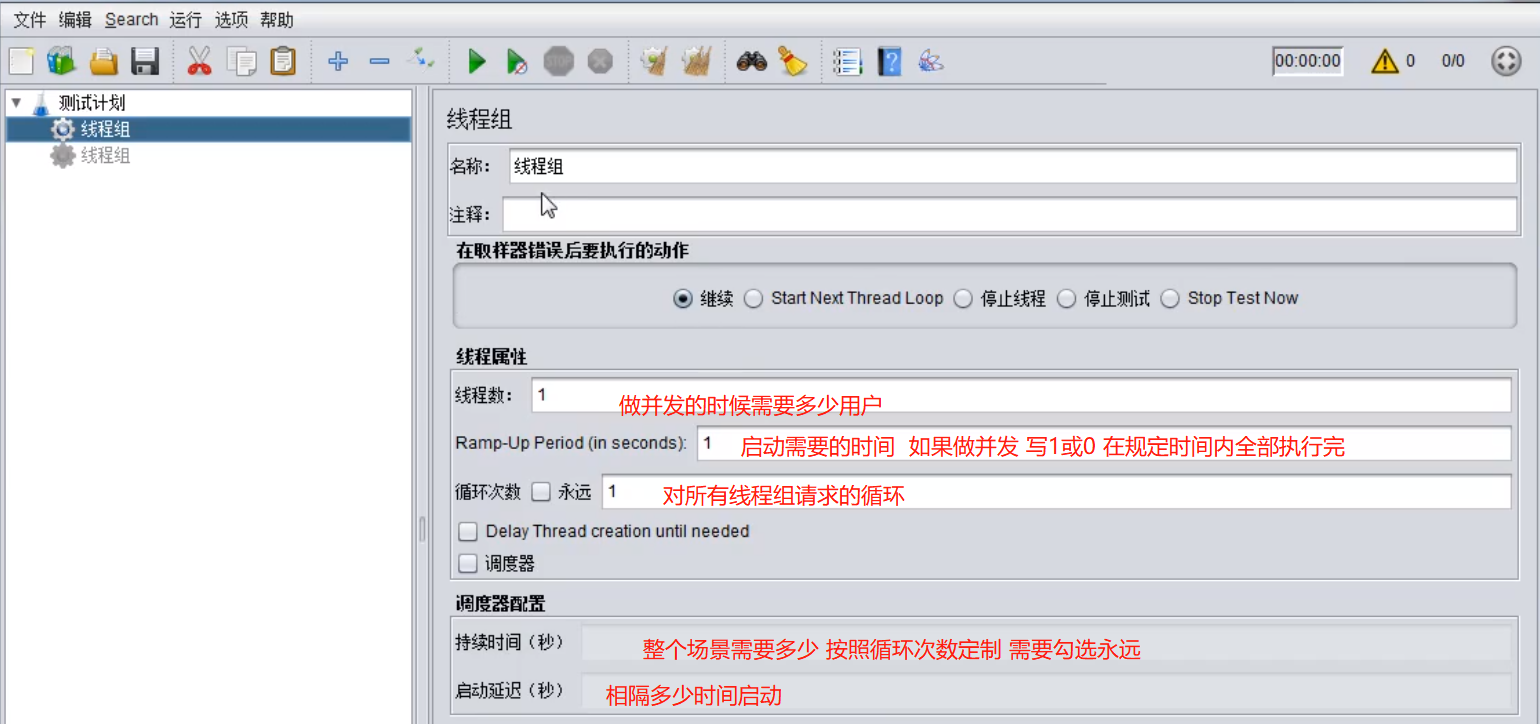 文件 编辑 Search 运行 选项 帮助
STOP 00:00:00 0 0/0
测试计划
线程组
线程组
线程组
名称： 线程组
注释：
在取样器错误后要执行的动作
继续 Start Next Thread Loop 停止线程 停止测试 Stop Test Now
线程属性
线程数： 1 做并发的时候需要多少用户
Ramp-Up Period (in seconds): 1 启动需要的时间 如果做并发 写1或0 在规定时间内全部执行完
循环次数 永远 1 对所有线程组请求的循环
Delay Thread creation until needed
调度器
调度器配置
持续时间（秒） 整个场景需要多少 按照循环次数定制 需要勾选永远
启动延迟（秒） 相隔多少时间启动